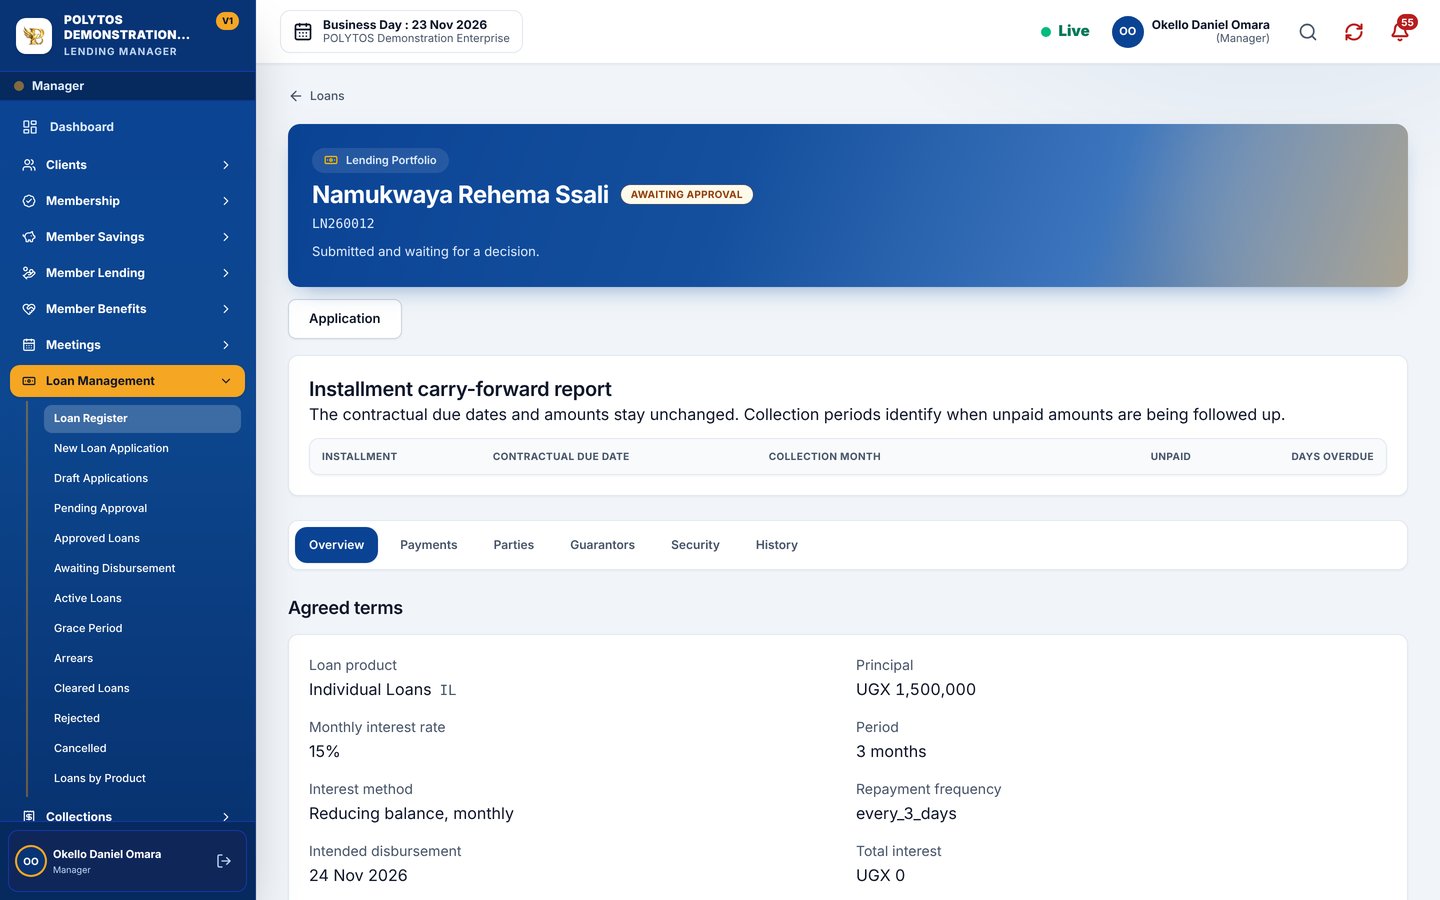 POLYTOS
DEMONSTRATION...
LENDING MANAGER
V1
Manager
Dashboard
Clients
Membership
Member Savings
Member Lending
Member Benefits
Meetings
Loan Management
Loan Register
New Loan Application
Draft Applications
Pending Approval
Approved Loans
Awaiting Disbursement
Active Loans
Grace Period
Arrears
Cleared Loans
Rejected
Cancelled
Loans by Product
Collections
OO
Okello Daniel Omara
Manager
Business Day : 23 Nov 2026
POLYTOS Demonstration Enterprise
Live
OO
Okello Daniel Omara
(Manager)
55
Loans
Lending Portfolio
Namukwaya Rehema Ssali AWAITING APPROVAL
LN260012
Submitted and waiting for a decision.
Application
Installment carry-forward report
The contractual due dates and amounts stay unchanged. Collection periods identify when unpaid amounts are being followed up.
INSTALLMENT CONTRACTUAL DUE DATE COLLECTION MONTH UNPAID DAYS OVERDUE
Overview Payments Parties Guarantors Security History
Agreed terms
Loan product Principal
Individual Loans IL UGX 1,500,000
Monthly interest rate Period
15% 3 months
Interest method Repayment frequency
Reducing balance, monthly every_3_days
Intended disbursement Total interest
24 Nov 2026 UGX 0